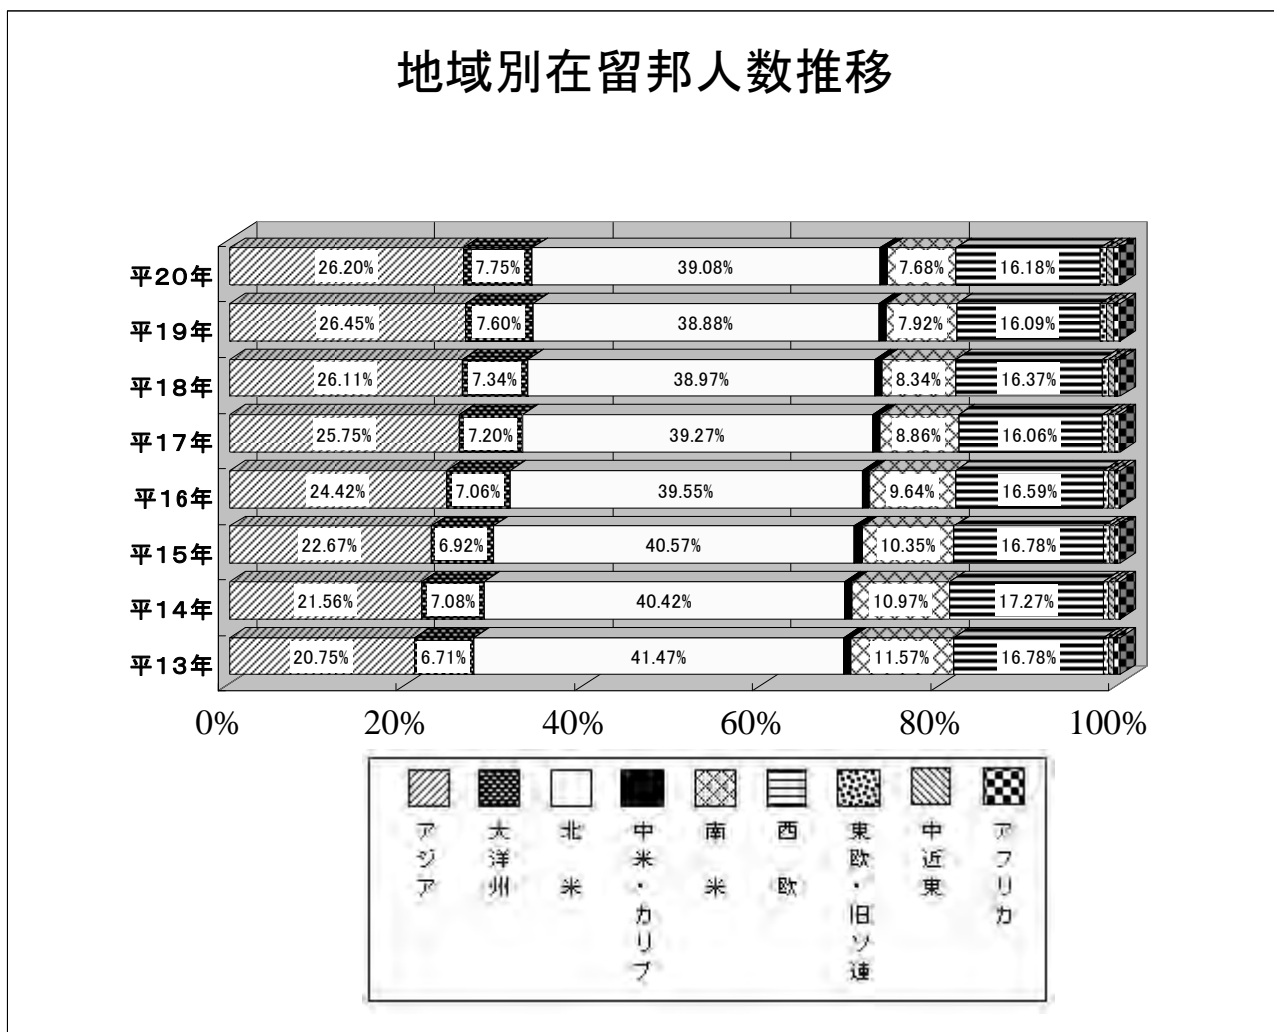 地域別在留邦人数推移
平20年 26.20% 7.75% 39.08% 7.68% 16.18%
平19年 26.45% 7.60% 38.88% 7.92% 16.09%
平18年 26.11% 7.34% 38.97% 8.34% 16.37%
平17年 25.75% 7.20% 39.27% 8.86% 16.06%
平16年 24.42% 7.06% 39.55% 9.64% 16.59%
平15年 22.67% 6.92% 40.57% 10.35% 16.78%
平14年 21.56% 7.08% 40.42% 10.97% 17.27%
平13年 20.75% 6.71% 41.47% 11.57% 16.78%
0% 20% 40% 60% 80% 100%
アジア
大洋州
北米
中米・カリブ
南米
西欧
東欧・旧ソ連
中近東
アフリカ